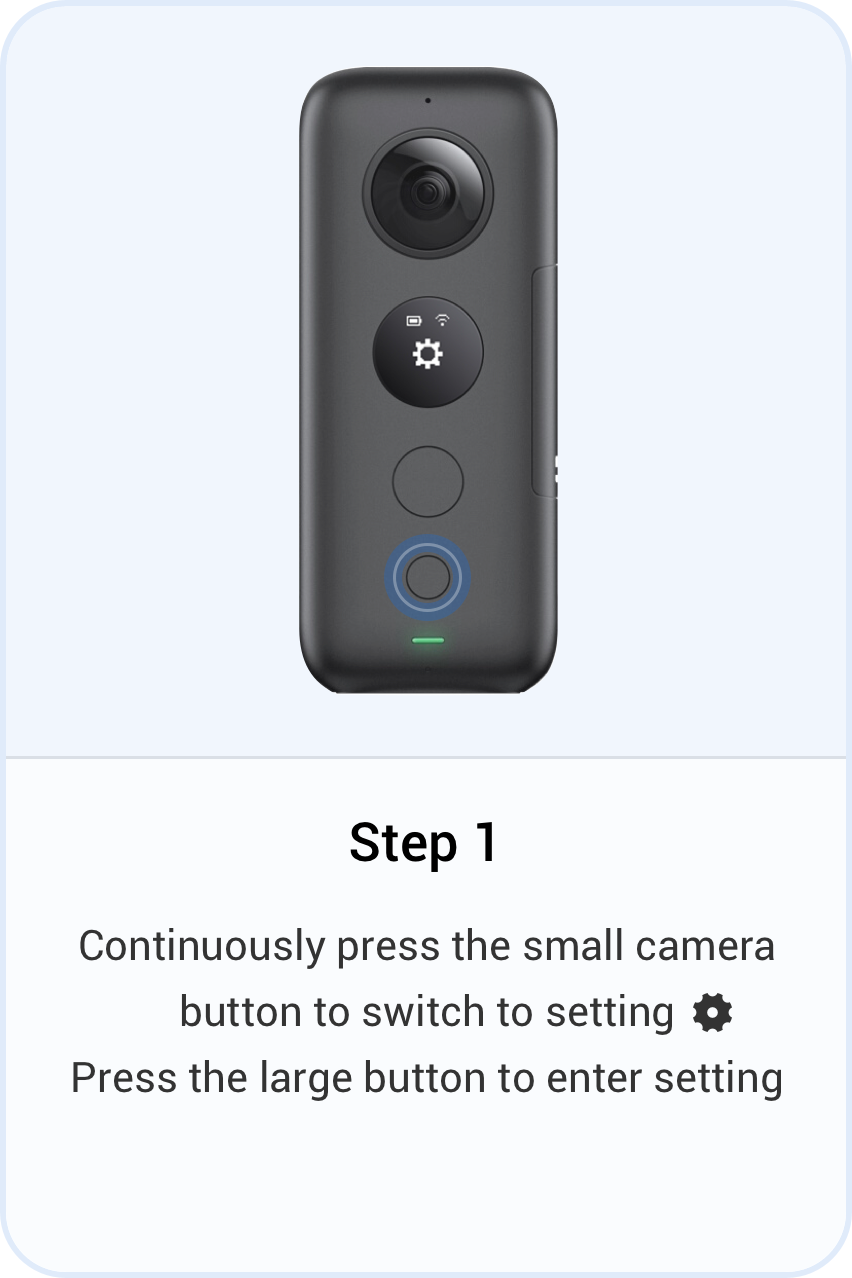 Step 1
Continuously press the small camera
button to switch to setting
Press the large button to enter setting